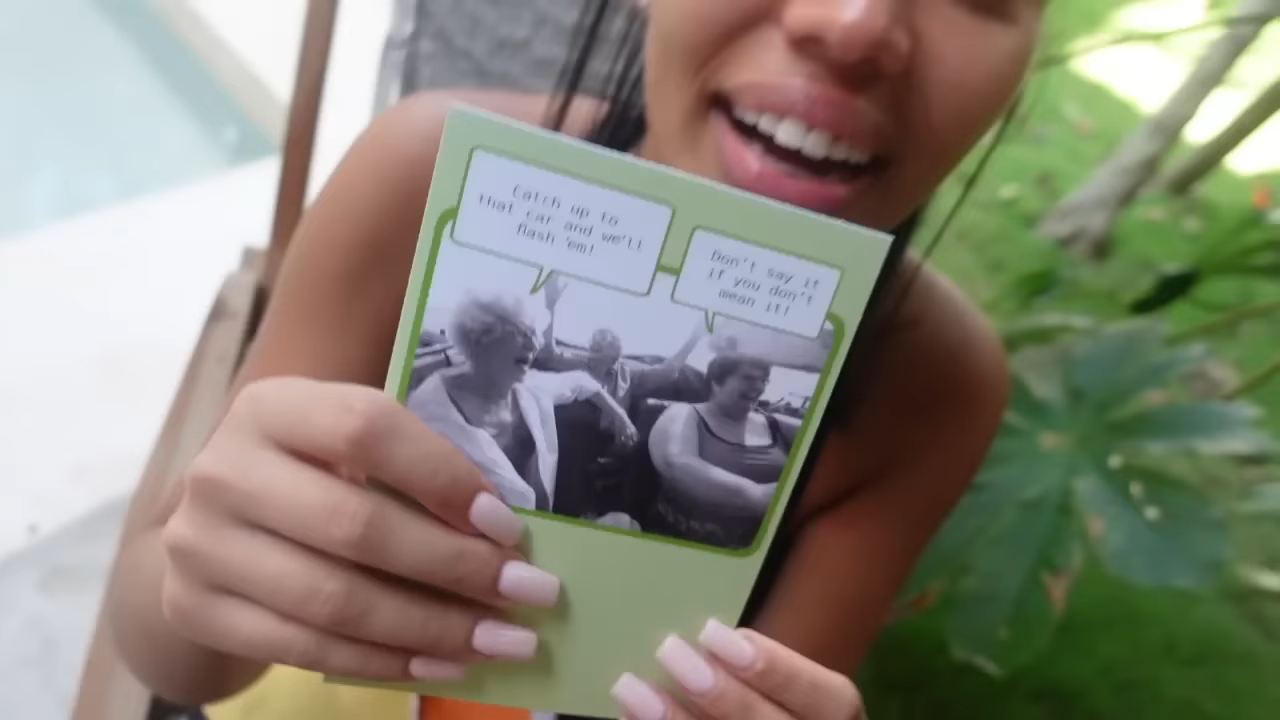 Catch up to
that car and we'll
flash 'em!
Don't say it
if you don't
mean it!